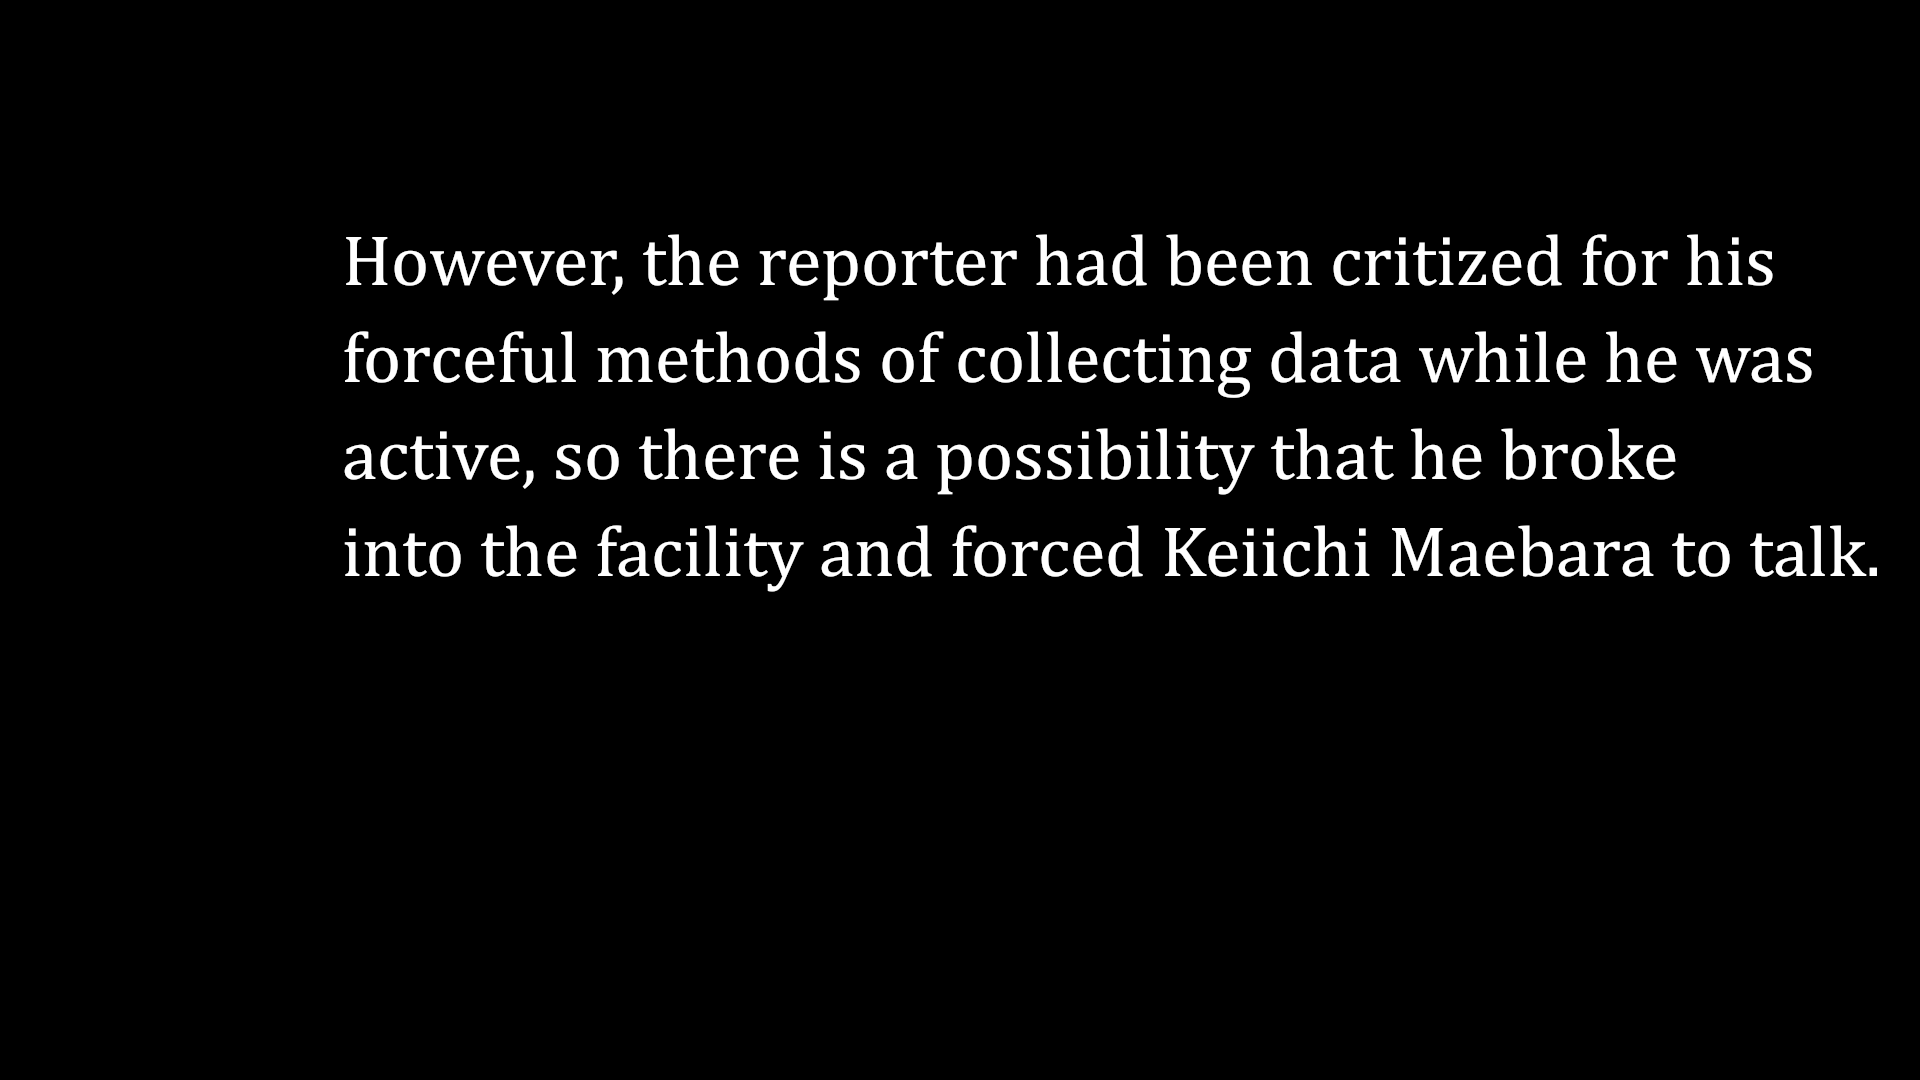 However, the reporter had been critized for his
forceful methods of collecting data while he was
active, so there is a possibility that he broke
into the facility and forced Keiichi Maebara to talk.